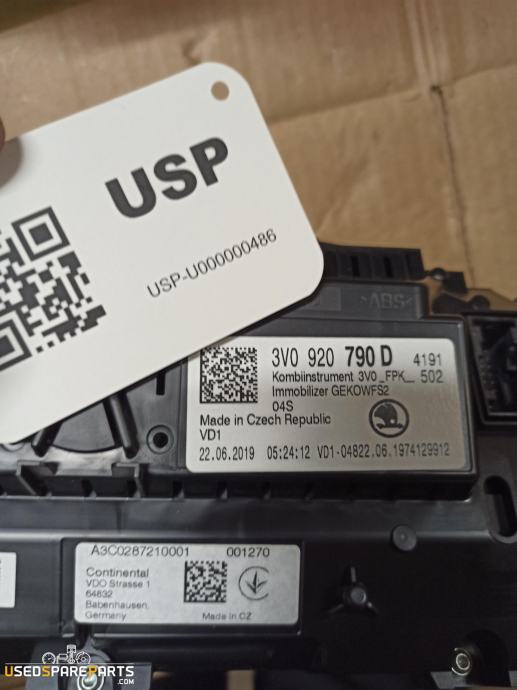 USP
USP-U000000486
>ABS<
3V0 920 790 D 4191
Kombiinstrument 3V0_FPK_ 502
Immobilizer GEKOWFS2
04S
Made in Czech Republic
VD1
22.06.2019 05:24:12 VD1-04822.06.1974129912
A3C0287210001 001270
Continental
VDO Strasse 1
64832
Babenhausen,
Germany
Made in CZ
USEDSPAREPARTS
.COM